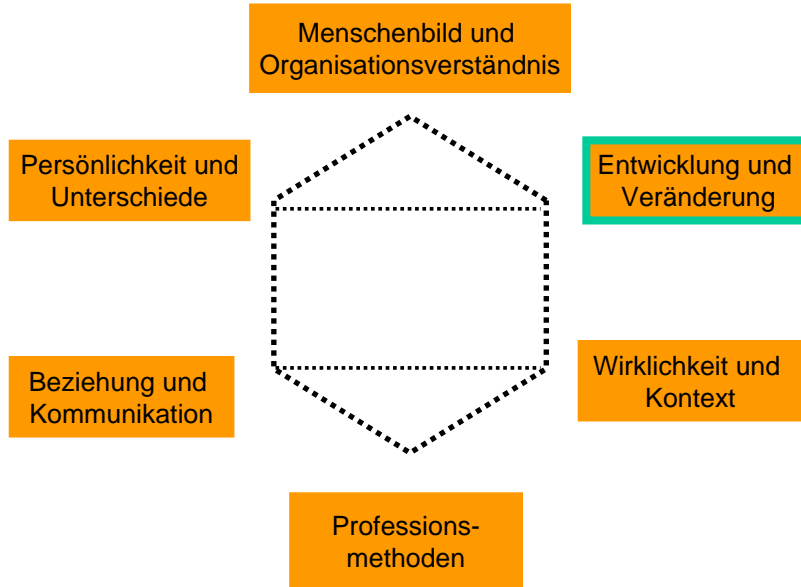 Menschenbild und
Organisationsverständnis
Persönlichkeit und
Unterschiede
Entwicklung und
Veränderung
Beziehung und
Kommunikation
Wirklichkeit und
Kontext
Professions-
methoden